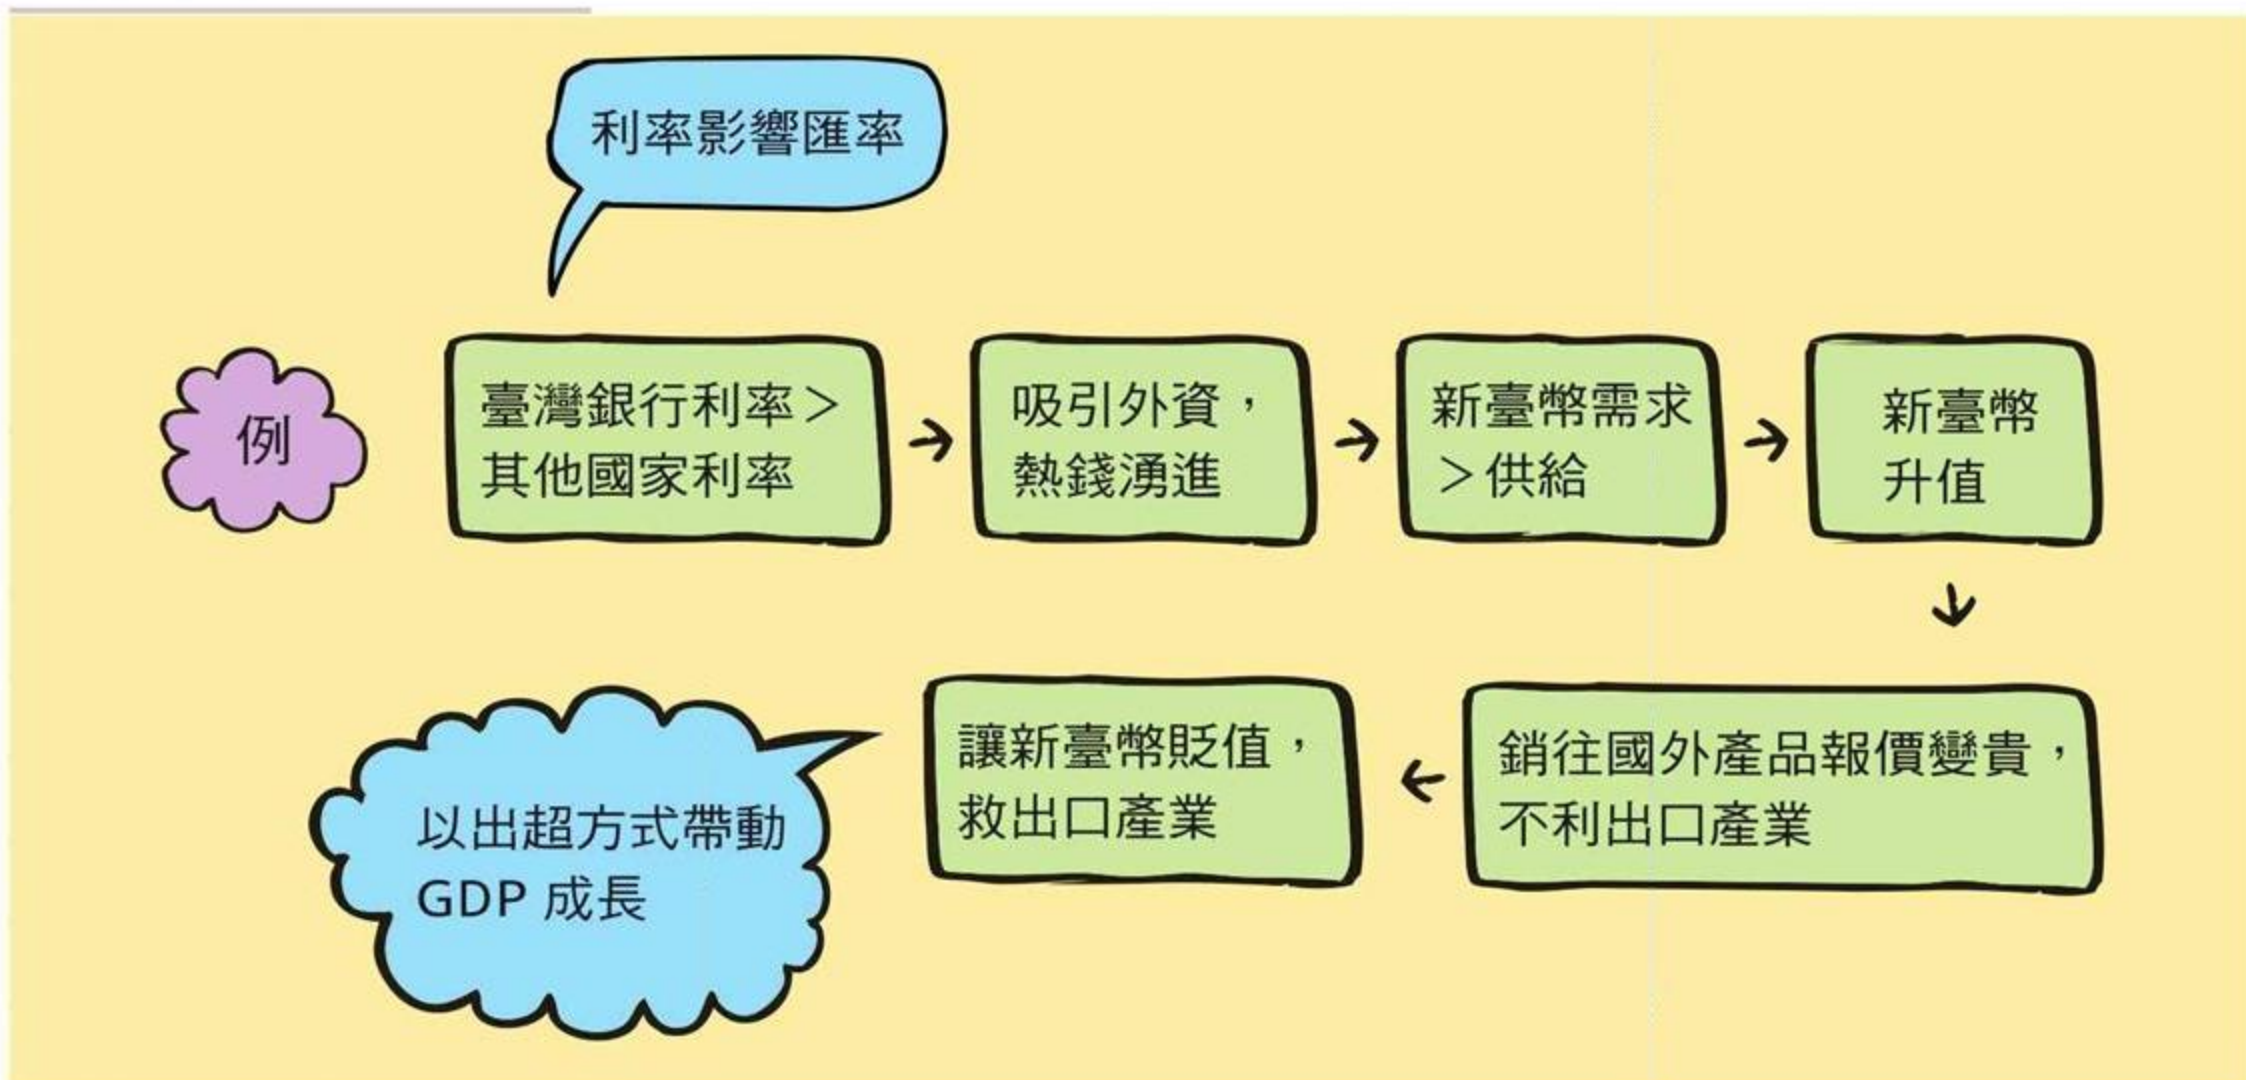 利率影響匯率
例
臺灣銀行利率＞
其他國家利率
吸引外資，
熱錢湧進
新臺幣需求
＞供給
新臺幣
升值
銷往國外產品報價變貴，
不利出口產業
讓新臺幣貶值，
救出口產業
以出超方式帶動
GDP 成長